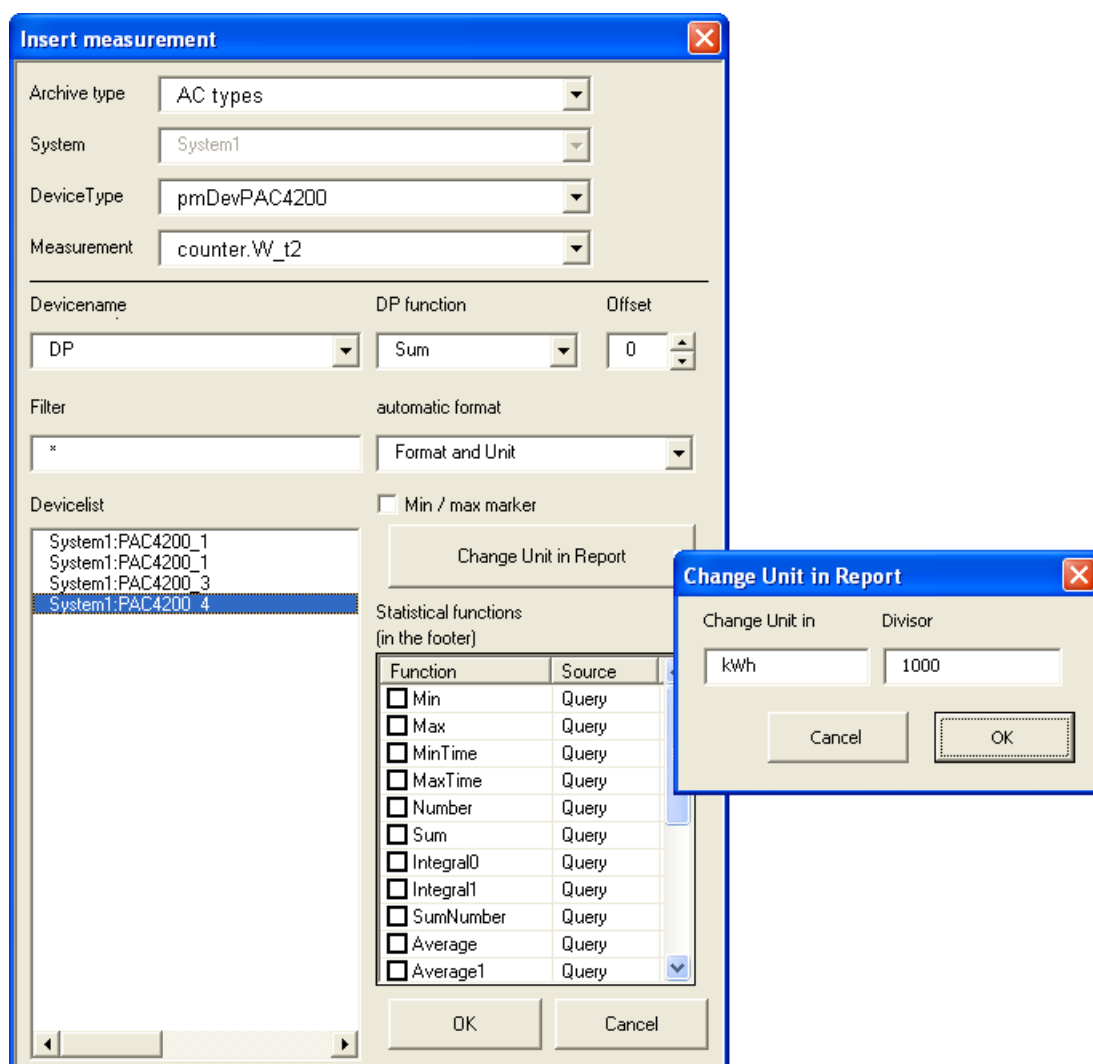 Insert measurement
Archive type AC types
System System1
DeviceType pmDevPAC4200
Measurement counter.W_t2
Devicename DP function Offset
DP Sum 0
Filter automatic format
* Format and Unit
Devicelist Min / max marker
System1:PAC4200_1
System1:PAC4200_1
System1:PAC4200_3
System1:PAC4200_4
Change Unit in Report
Statistical functions
(in the footer)
Function Source
Min Query
Max Query
MinTime Query
MaxTime Query
Number Query
Sum Query
Integral0 Query
Integral1 Query
SumNumber Query
Average Query
Average1 Query
OK Cancel
Change Unit in Report
Change Unit in Divisor
kWh 1000
Cancel OK